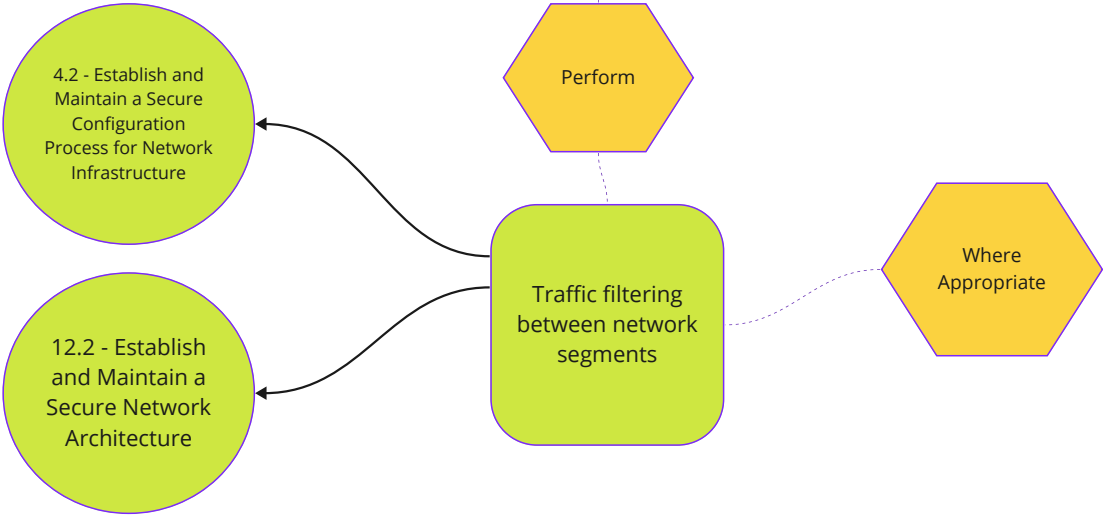 4.2 - Establish and
Maintain a Secure
Configuration
Process for Network
Infrastructure
Perform
Where
Appropriate
Traffic filtering
between network
segments
12.2 - Establish
and Maintain a
Secure Network
Architecture